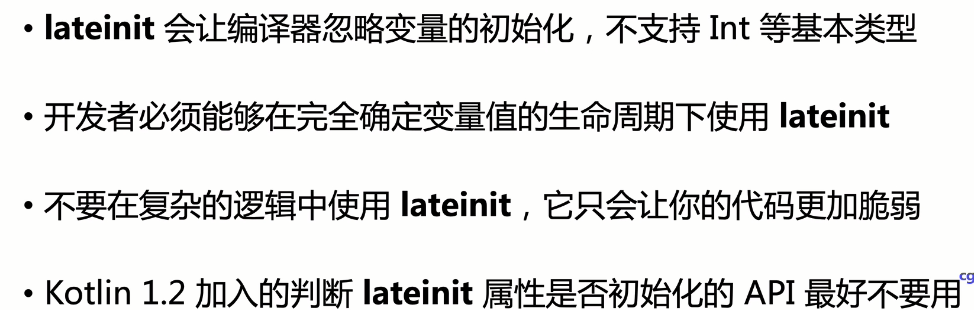 • lateinit 会让编译器忽略变量的初始化，不支持 Int 等基本类型
• 开发者必须能够在完全确定变量值的生命周期下使用 lateinit
• 不要在复杂的逻辑中使用 lateinit，它只会让你的代码更加脆弱
• Kotlin 1.2 加入的判断 lateinit 属性是否初始化的 API 最好不要用
cg